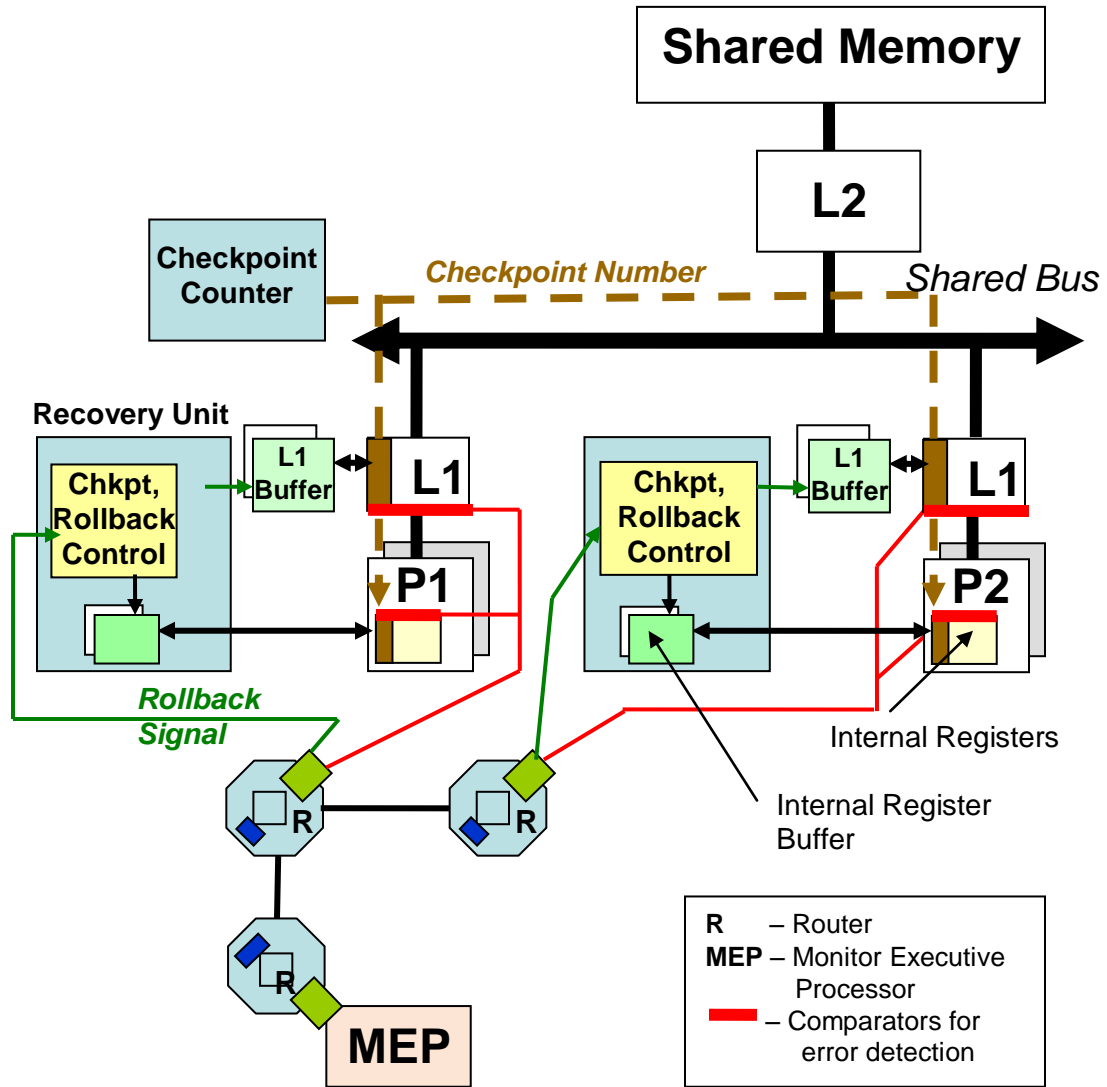 Shared Memory
L2
Checkpoint
Counter
Checkpoint Number
Shared Bus
Recovery Unit
L1
Buffer
L1
Chkpt,
Rollback
Control
P1
L1
Buffer
L1
Chkpt,
Rollback
Control
P2
Rollback
Signal
Internal Registers
R
R
Internal Register
Buffer
R
MEP
R – Router
MEP – Monitor Executive
Processor
– Comparators for
error detection